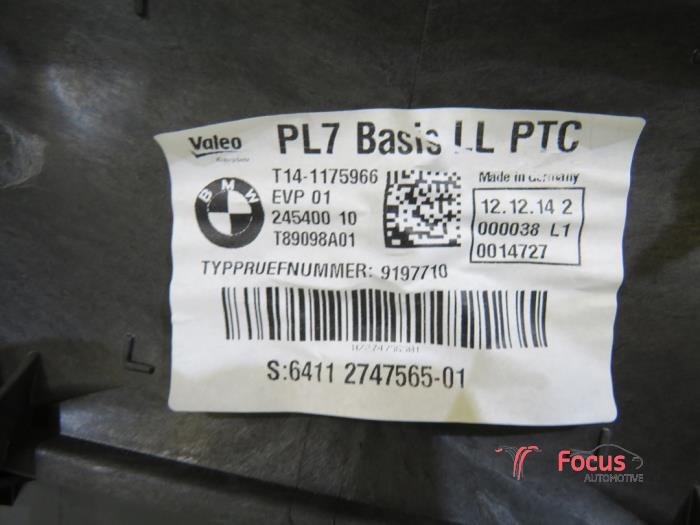 Valeo PL7 Basis LL PTC
T14-1175966
EVP 01
245400 10
T89098A01
Made in Germany
12.12.14 2
000038 L1
0014727
BMW
TYPPRUEFNUMMER: 9197710
S:6411 2747565-01
Focus
AUTOMOTIVE